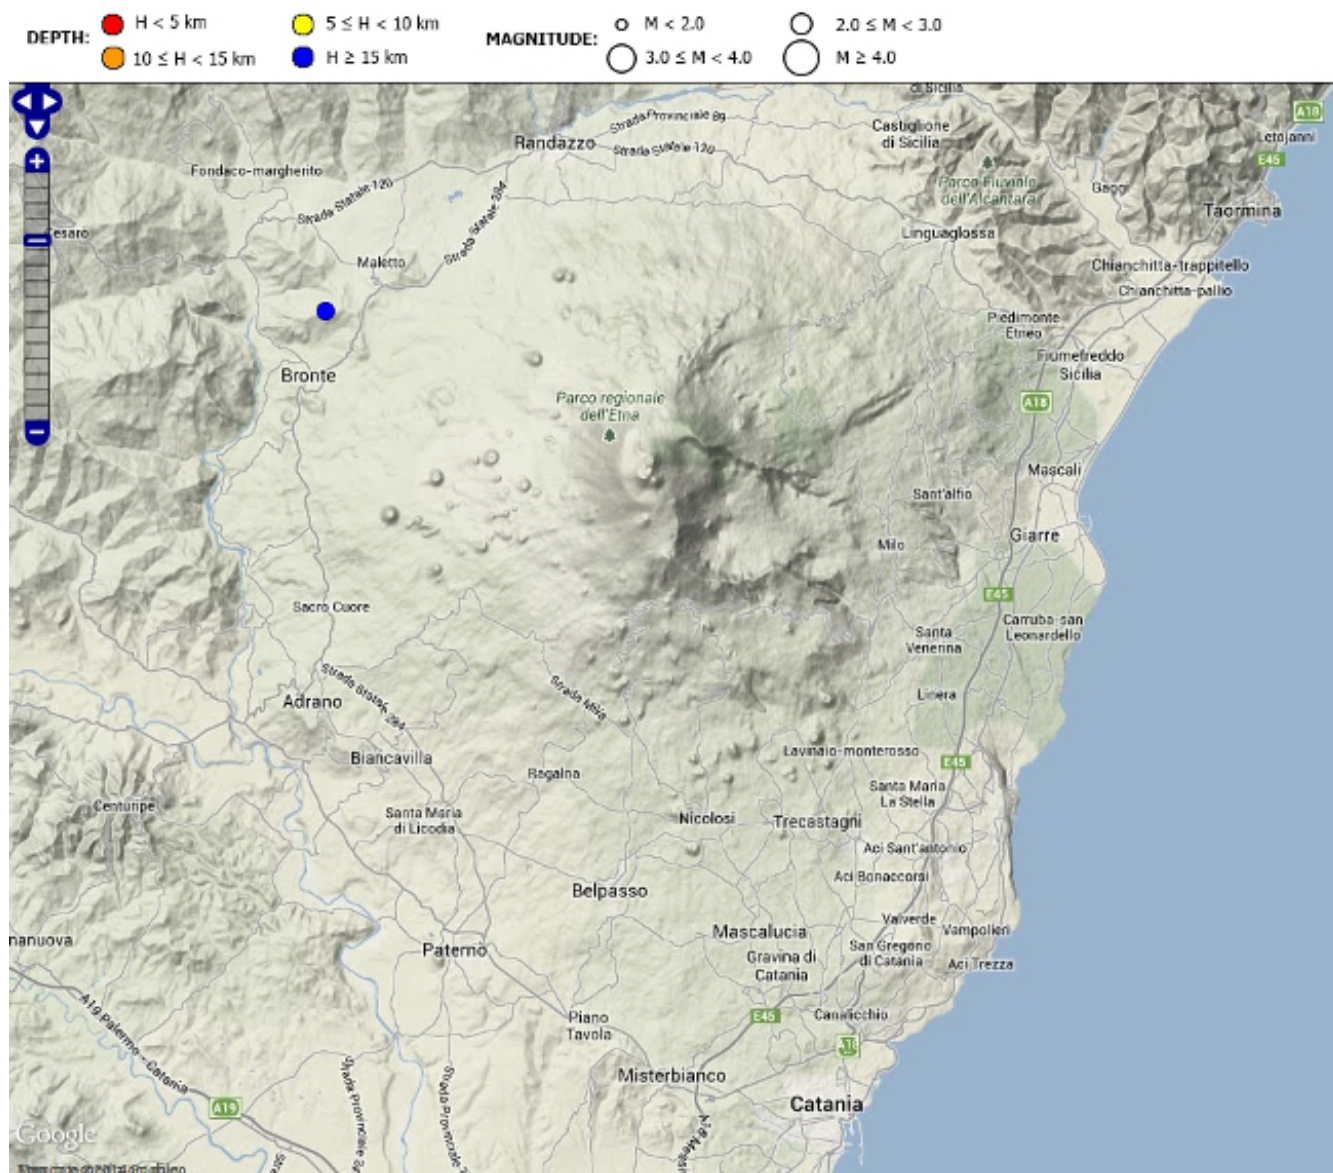 DEPTH:
H < 5 km
5 ≤ H < 10 km
10 ≤ H < 15 km
H ≥ 15 km
MAGNITUDE:
M < 2.0
2.0 ≤ M < 3.0
3.0 ≤ M < 4.0
M ≥ 4.0
di Sicilia
A18
Strada Provinciale 89
Randazzo
Castiglione
di Sicilia
Letojanni
Strada Statale 120
E45
Fondaco-margherito
Parco Fluviale
dell'Alcantara
Gaggi
Strada Statale 120
Strada Statale 284
Taormina
Linguaglossa
Maletto
Chianchitta-trappitello
Chianchitta-pallio
Piedimonte
Etneo
Fiumefreddo
Sicilia
Bronte
Parco regionale
dell'Etna
A18
Mascali
Sant'alfio
Giarre
Milo
E45
Sacro Cuore
Carruba-san
Leonardello
Santa
Venerina
Strada Statale 284
Strada Milva
Linera
Adrano
Biancavilla
Lavinaio-monterosso
E45
Ragalna
Santa Maria
La Stella
Centuripe
Santa Maria
di Licodia
Nicolosi
Trecastagni
Aci Sant'antonio
Aci Bonaccorsi
Belpasso
Valverde
Vampolieri
Mascalucia
nanuova
Paterno
San Gregorio
di Catania
Gravina di
Catania
Aci Trezza
Piano
Tavola
E45
Canalicchio
A19 Palermo - Catania
A18
Misterbianco
Catania
A19
Google